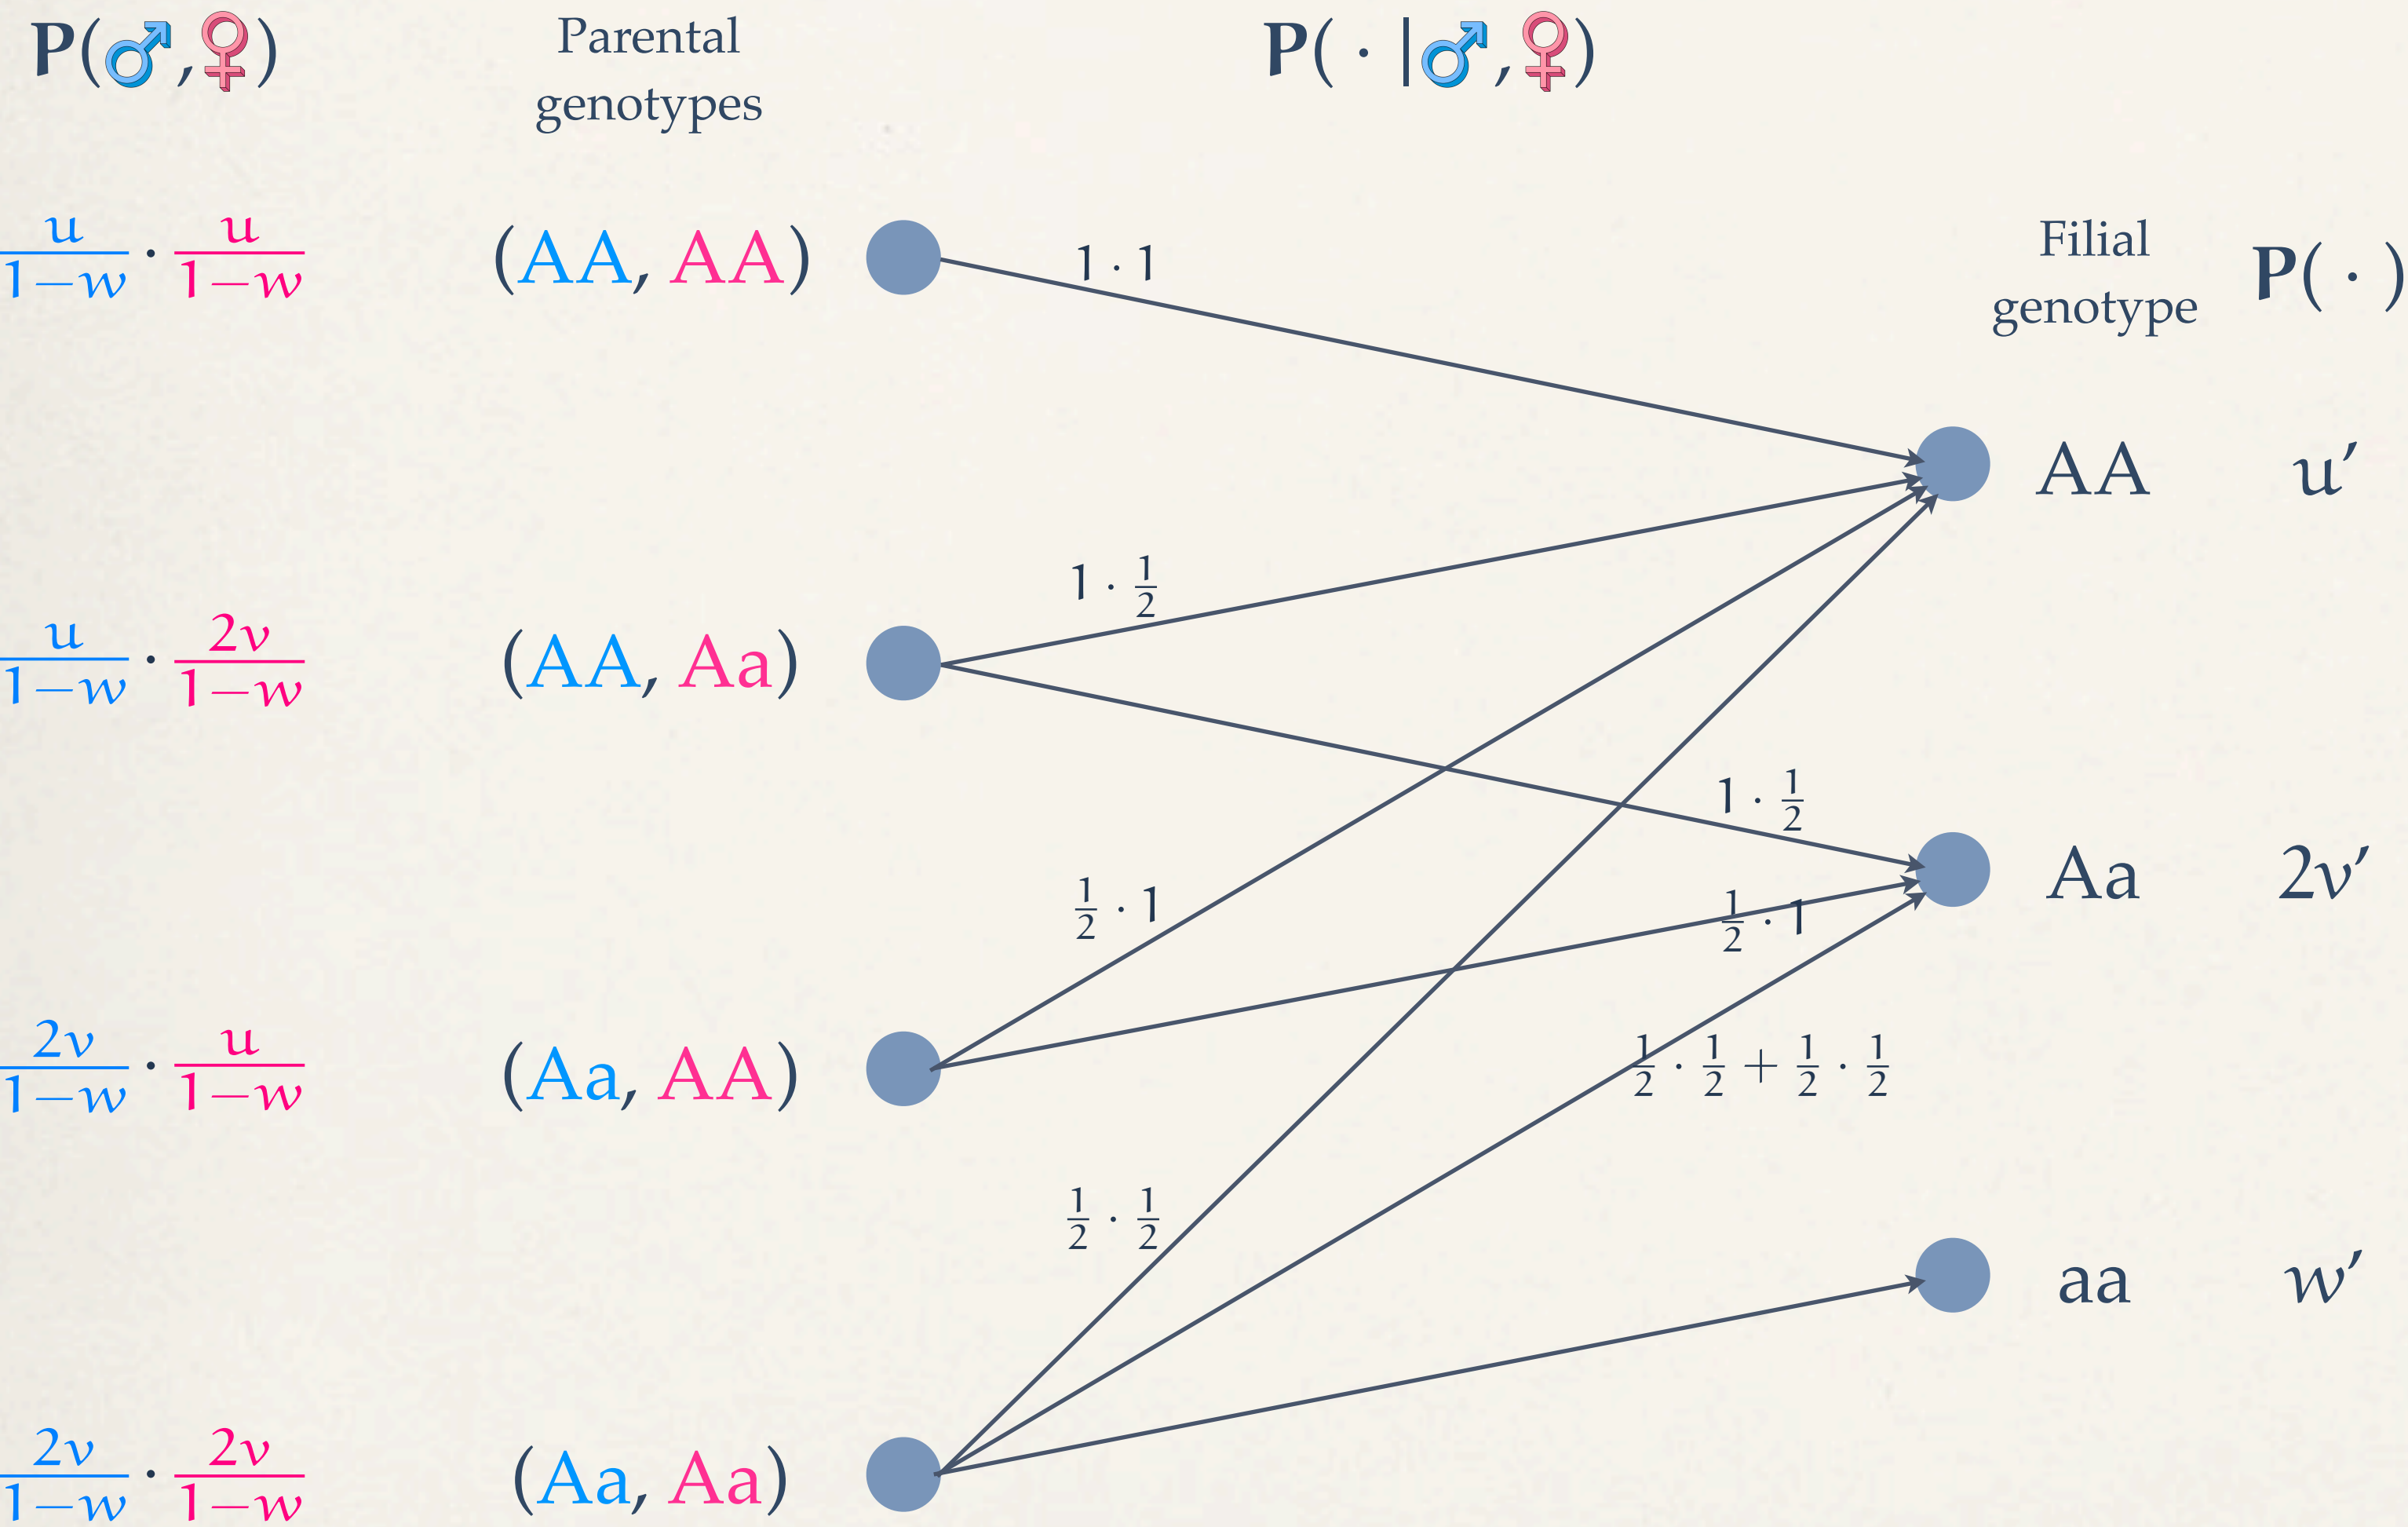 P(♂,♀)
Parental
genotypes
P( · |♂,♀)
u/1−w · u/1−w
(AA, AA)
1 · 1
Filial
genotype
P( · )
AA
u′
u/1−w · 2v/1−w
(AA, Aa)
1 · 1/2
1 · 1/2
Aa
2v′
1/2 · 1
1/2 · 1
2v/1−w · u/1−w
(Aa, AA)
1/2 · 1/2 + 1/2 · 1/2
1/2 · 1/2
aa
w′
2v/1−w · 2v/1−w
(Aa, Aa)